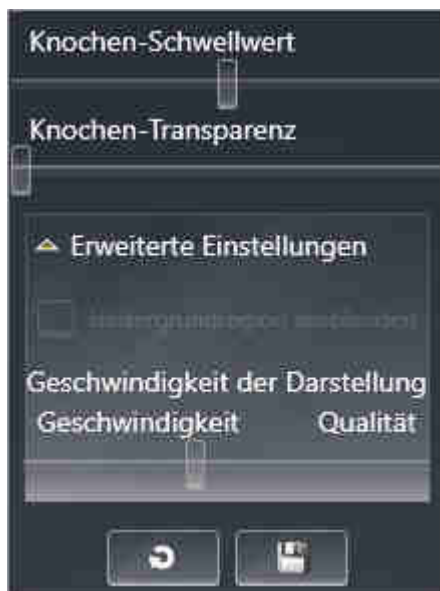 Knochen-Schwellwert
Knochen-Transparenz
Erweiterte Einstellungen
Geschwindigkeit der Darstellung
Geschwindigkeit Qualität